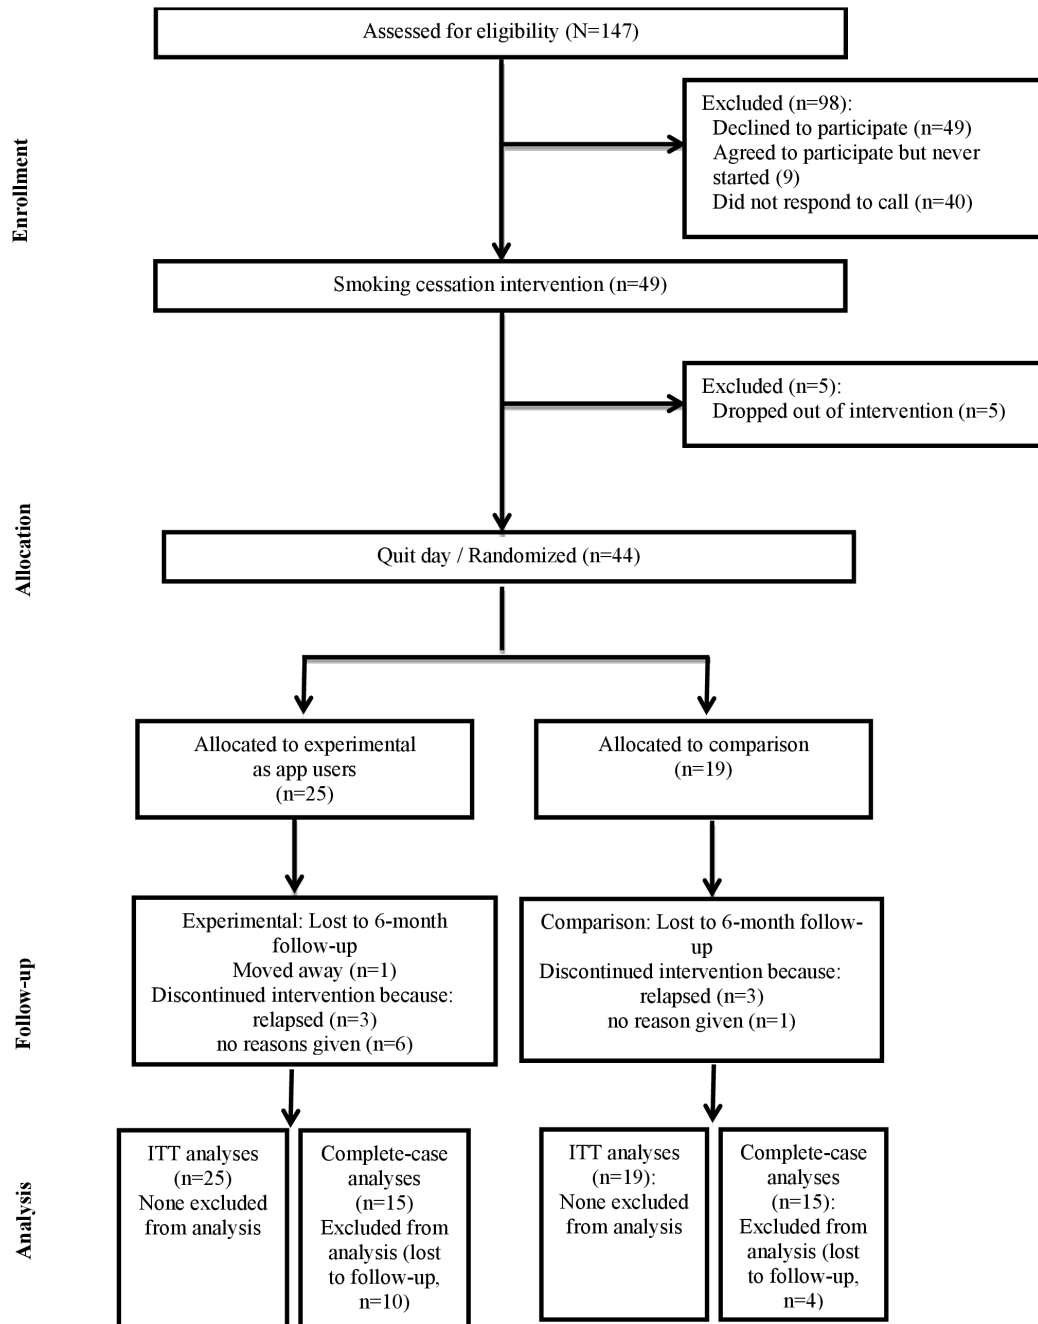 Assessed for eligibility (N=147)
Enrollment
Excluded (n=98):
Declined to participate (n=49)
Agreed to participate but never
started (9)
Did not respond to call (n=40)
Smoking cessation intervention (n=49)
Excluded (n=5):
Dropped out of intervention (n=5)
Allocation
Quit day / Randomized (n=44)
Allocated to experimental
as app users
(n=25)
Allocated to comparison
(n=19)
Follow-up
Experimental: Lost to 6-month
follow-up
Moved away (n=1)
Discontinued intervention because:
relapsed (n=3)
no reasons given (n=6)
Comparison: Lost to 6-month follow-
up
Discontinued intervention because:
relapsed (n=3)
no reason given (n=1)
Analysis
ITT analyses
(n=25)
None excluded
from analysis
Complete-case
analyses
(n=15)
Excluded from
analysis (lost
to follow-up,
n=10)
ITT analyses
(n=19):
None excluded
from analysis
Complete-case
analyses
(n=15):
Excluded from
analysis (lost
to follow-up,
n=4)